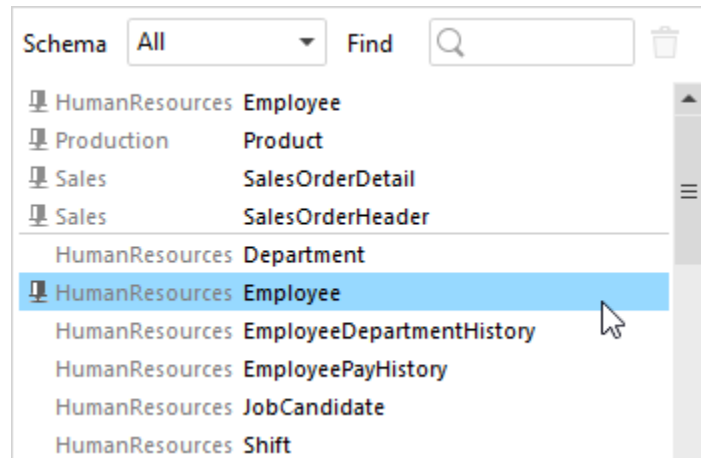 Schema All Find
HumanResources Employee
Production Product
Sales SalesOrderDetail
Sales SalesOrderHeader
HumanResources Department
HumanResources Employee
HumanResources EmployeeDepartmentHistory
HumanResources EmployeePayHistory
HumanResources JobCandidate
HumanResources Shift